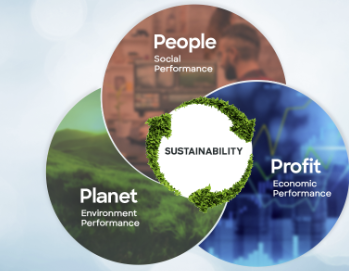 People
Social
Performance
SUSTAINABILITY
Profit
Economic
Performance
Planet
Environment
Performance